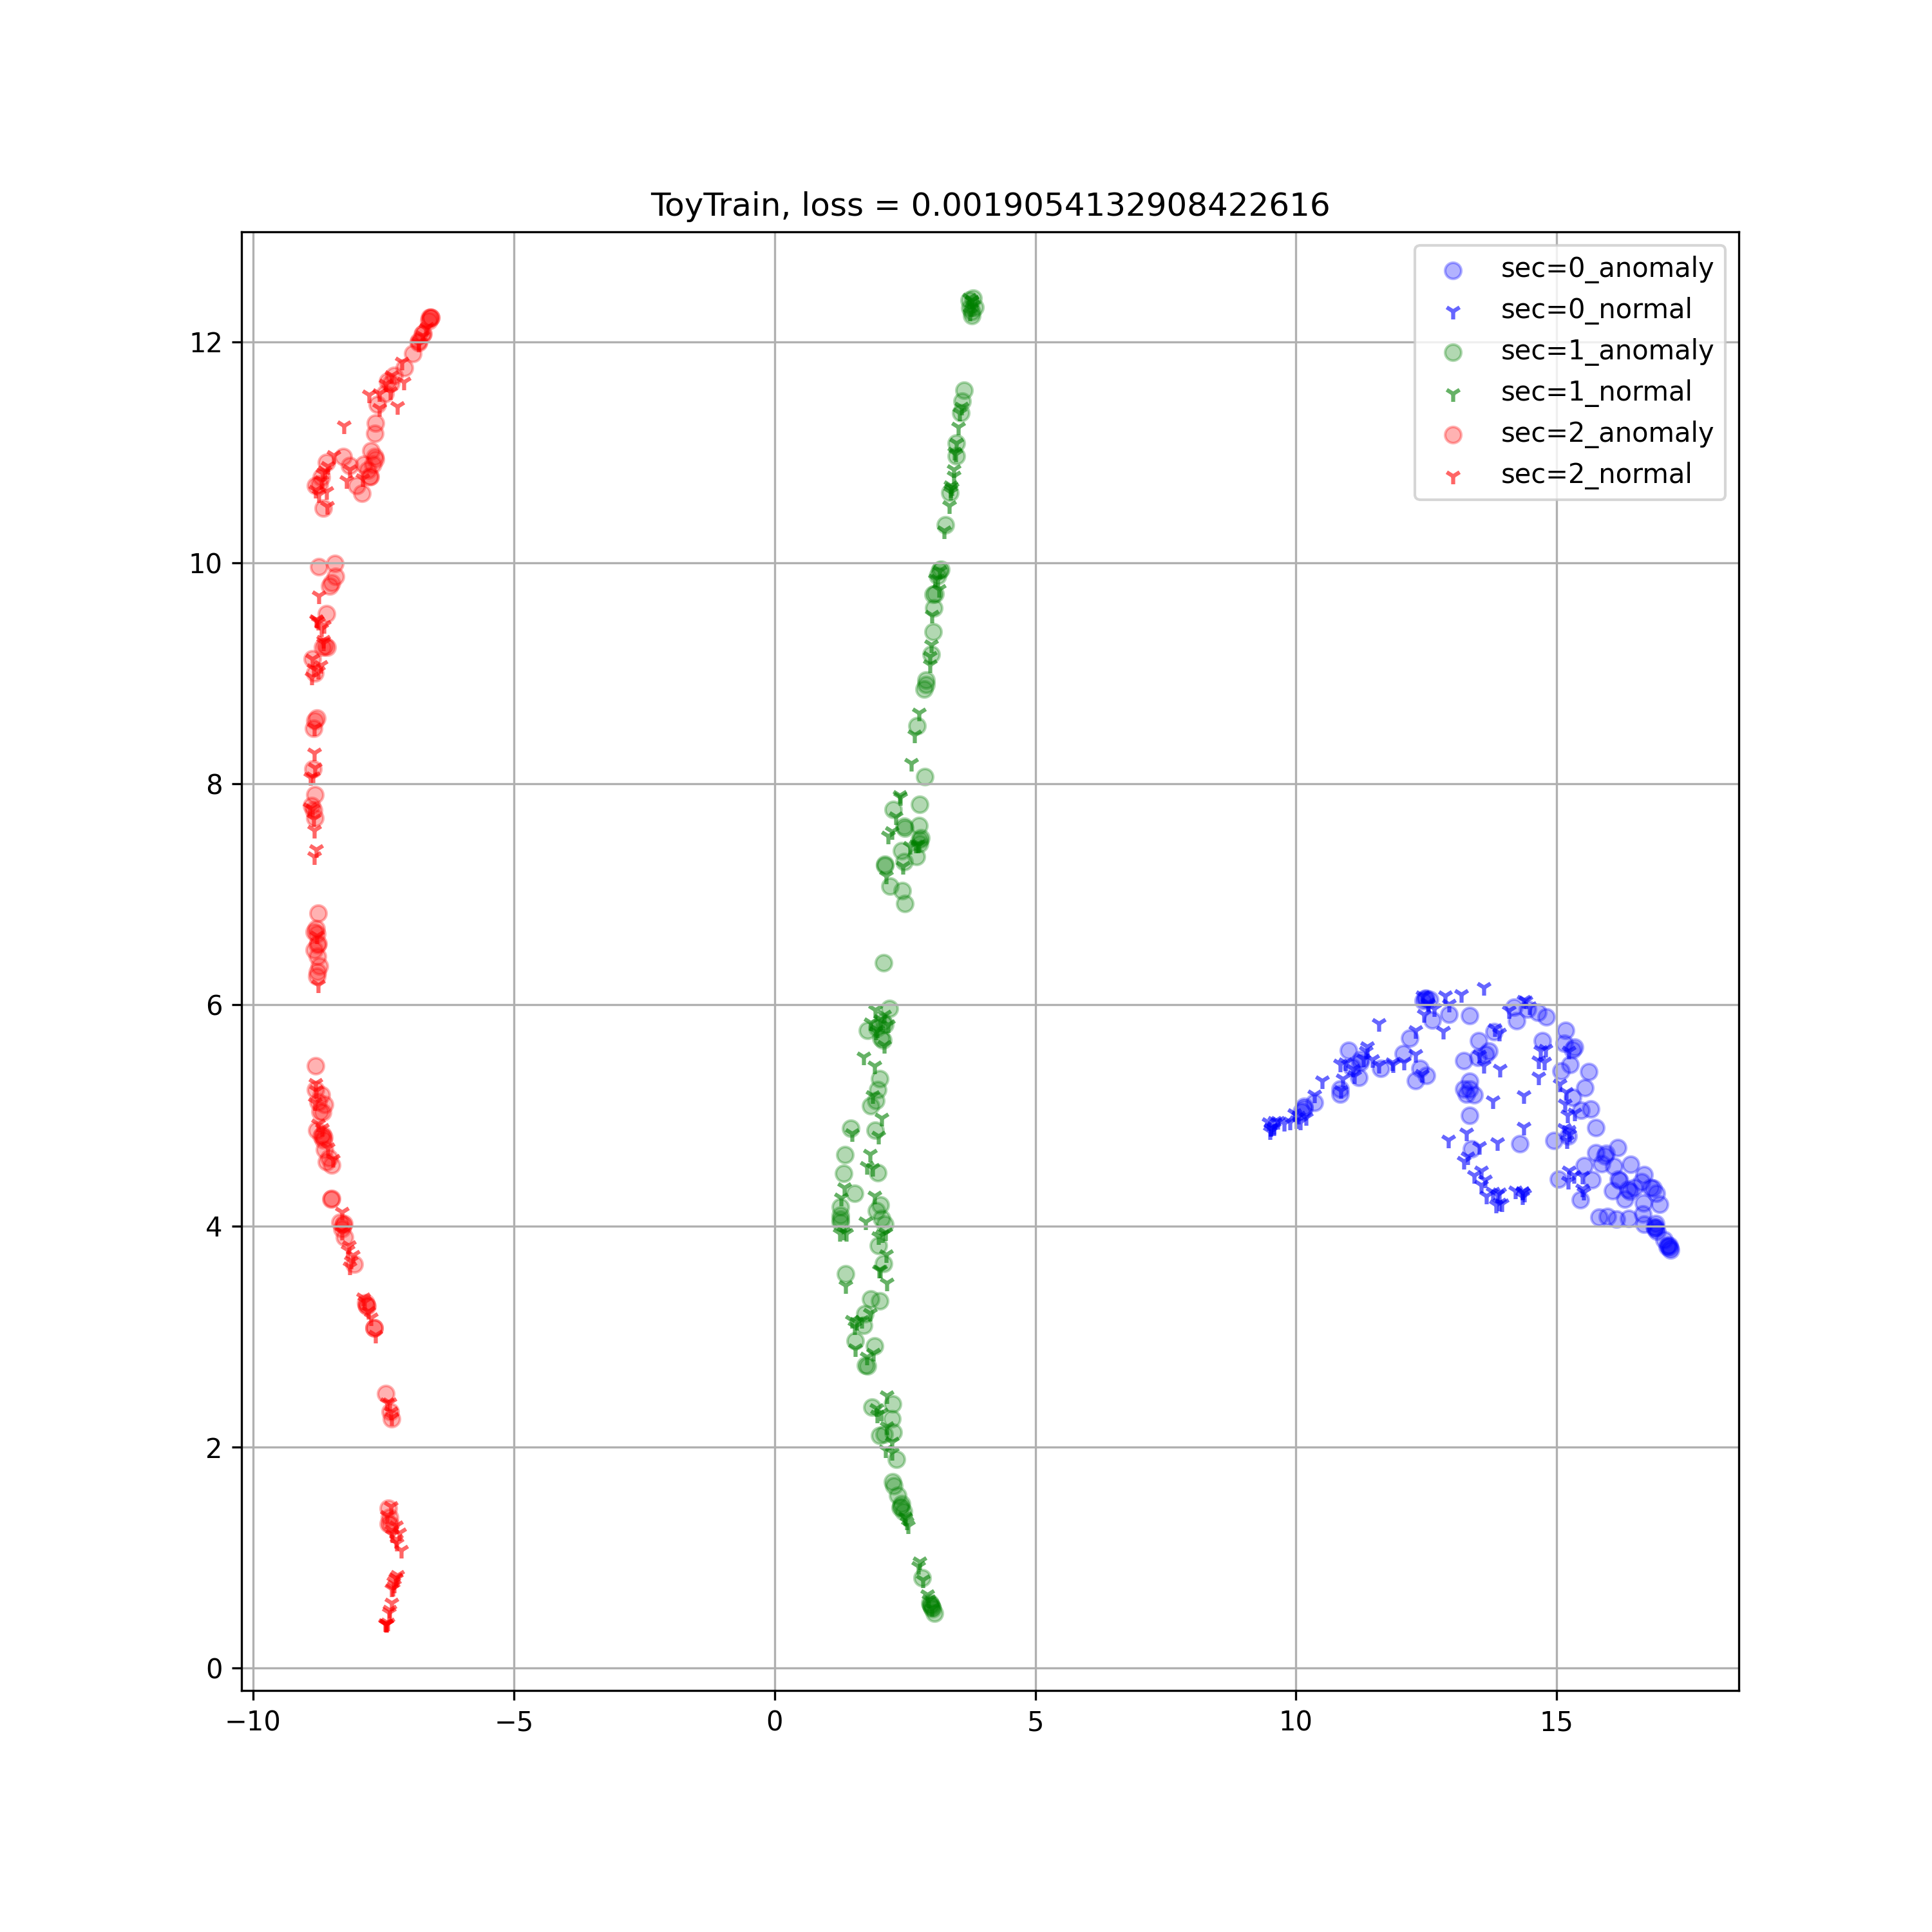 ToyTrain, loss = 0.0019054132908422616
sec=0_anomaly
sec=0_normal
sec=1_anomaly
sec=1_normal
sec=2_anomaly
sec=2_normal
12
10
8
6
4
2
0
−10 −5 0 5 10 15